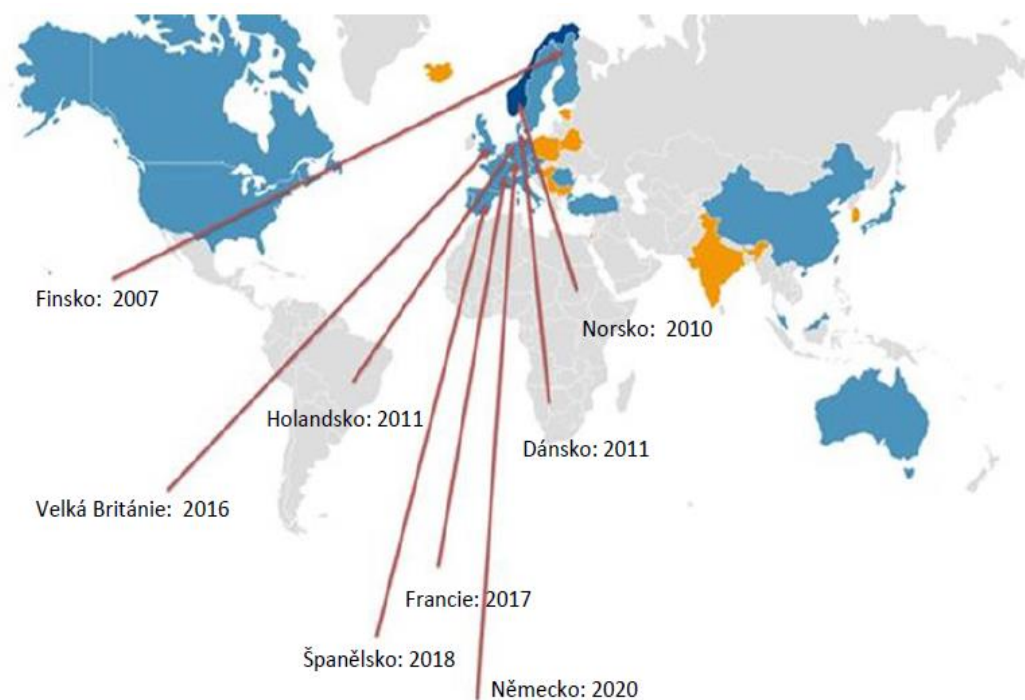 Finsko: 2007
Norsko: 2010
Holandsko: 2011
Dánsko: 2011
Velká Británie: 2016
Francie: 2017
Španělsko: 2018
Německo: 2020